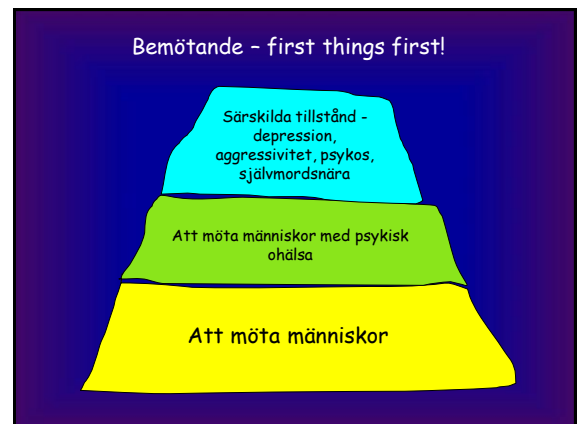 Bemötande – first things first!
Särskilda tillstånd -
depression,
aggressivitet, psykos,
självmordsnära
Att möta människor med psykisk
ohälsa
Att möta människor